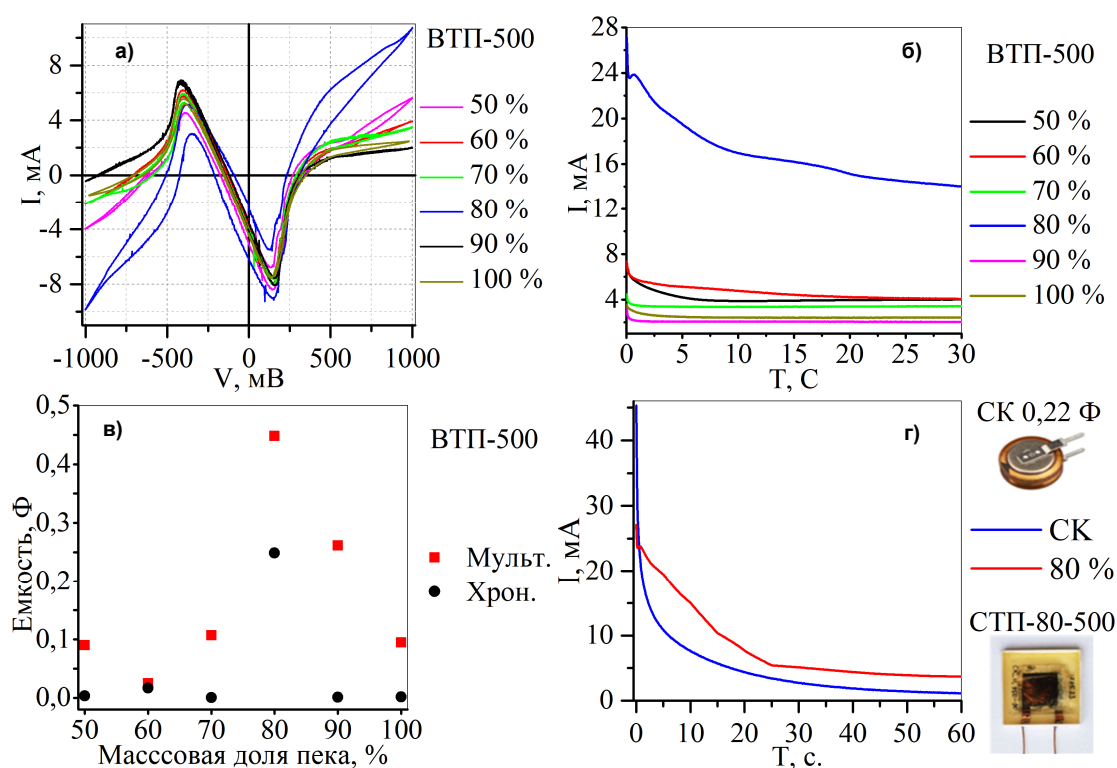 а)
ВТП-500
I, мА
8
4
0
-4
-8
-1000 -500 0 500 1000
V, мВ
50 %
60 %
70 %
80 %
90 %
100 %
б)
ВТП-500
I, мА
28
24
20
16
12
8
4
0 5 10 15 20 25 30
T, C
50 %
60 %
70 %
80 %
90 %
100 %
в)
ВТП-500
Емкость, Ф
0,5
0,4
0,3
0,2
0,1
0,0
50 60 70 80 90 100
Масссовая доля пека, %
Мульт.
Хрон.
г)
СК 0,22 Ф
I, мА
40
30
20
10
0
0 10 20 30 40 50 60
T, с.
СК
80 %
СТП-80-500